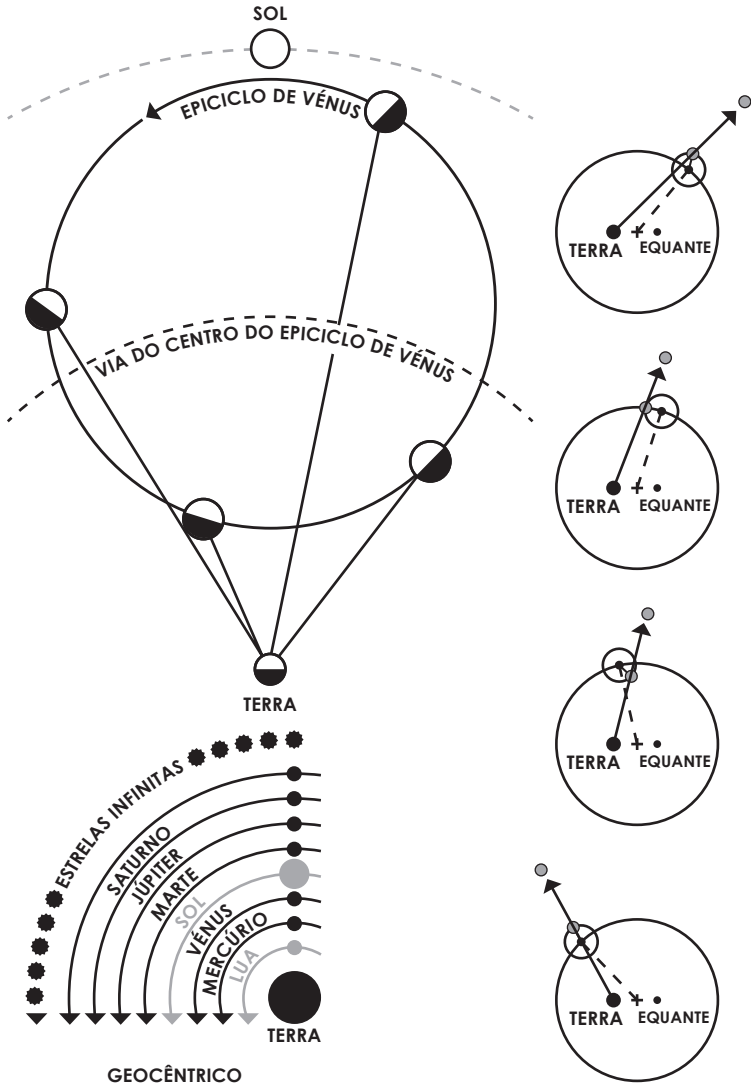 SOL
EPICICLO DE VÉNUS
VIA DO CENTRO DO EPICICLO DE VÉNUS
TERRA
TERRA EQUANTE
TERRA EQUANTE
TERRA EQUANTE
TERRA EQUANTE
ESTRELAS INFINITAS
SATURNO
JÚPITER
MARTE
SOL
VÉNUS
MERCÚRIO
LUA
TERRA
GEOCÊNTRICO